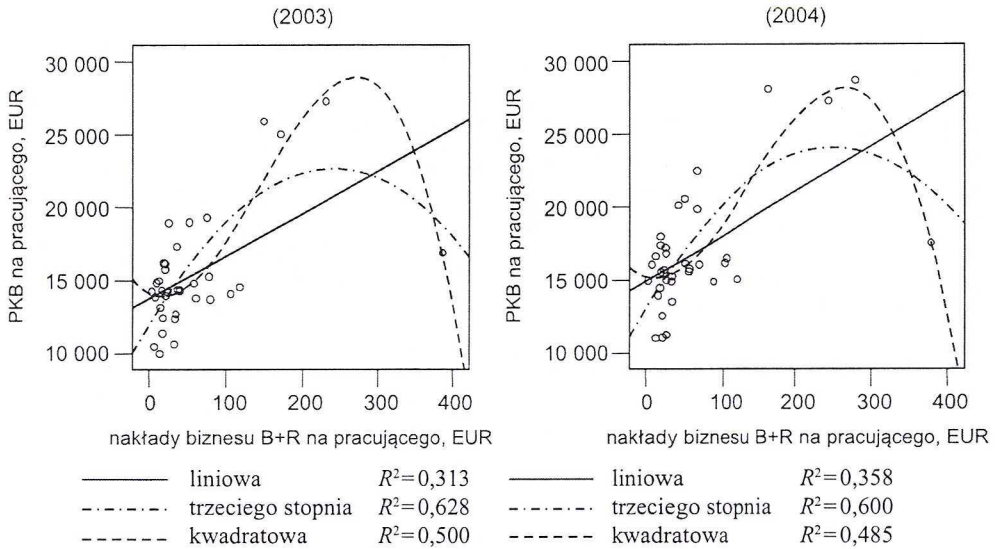 (2003)
PKB na pracującego, EUR
30 000
25 000
20 000
15 000
10 000
0
100
200
300
400
nakłady biznesu B+R na pracującego, EUR
liniowa R²=0,313
trzeciego stopnia R²=0,628
kwadratowa R²=0,500
(2004)
PKB na pracującego, EUR
30 000
25 000
20 000
15 000
10 000
0
100
200
300
400
nakłady biznesu B+R na pracującego, EUR
liniowa R²=0,358
trzeciego stopnia R²=0,600
kwadratowa R²=0,485